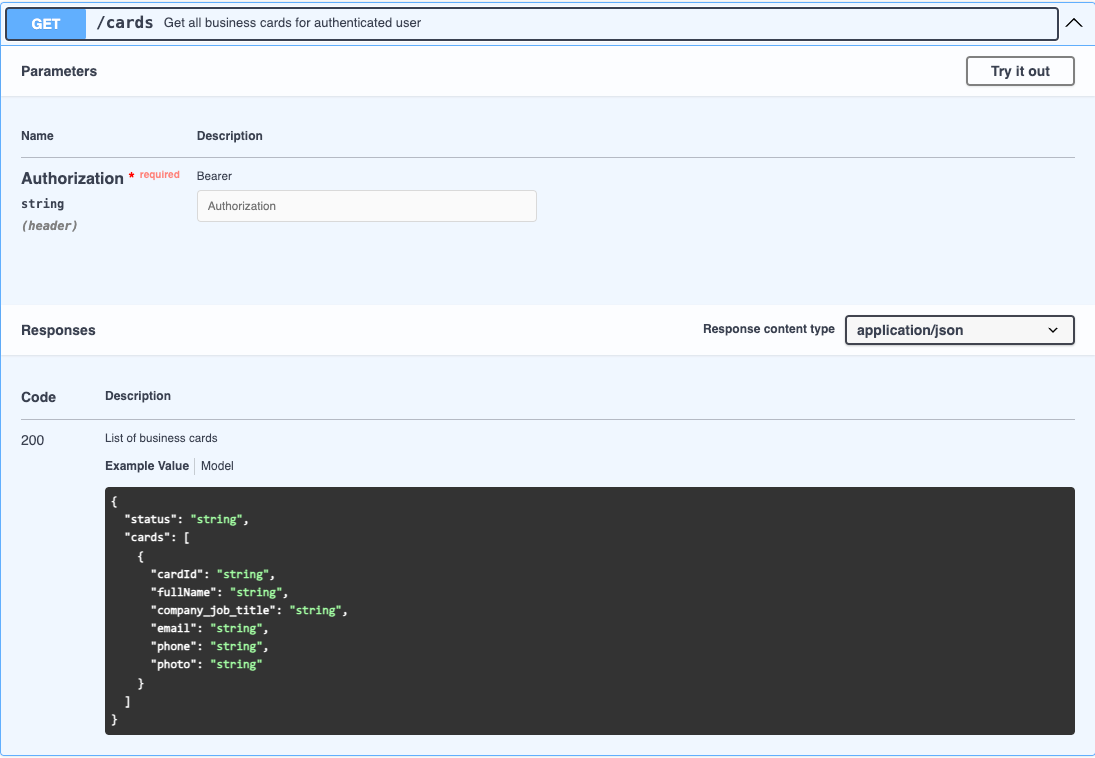 GET /cards Get all business cards for authenticated user
Parameters
Try it out
Name Description
Authorization * required
string
(header)
Bearer
Authorization
Responses
Response content type application/json
Code Description
200 List of business cards
Example Value Model
{
  "status": "string",
  "cards": [
    {
      "cardId": "string",
      "fullName": "string",
      "company_job_title": "string",
      "email": "string",
      "phone": "string",
      "photo": "string"
    }
  ]
}